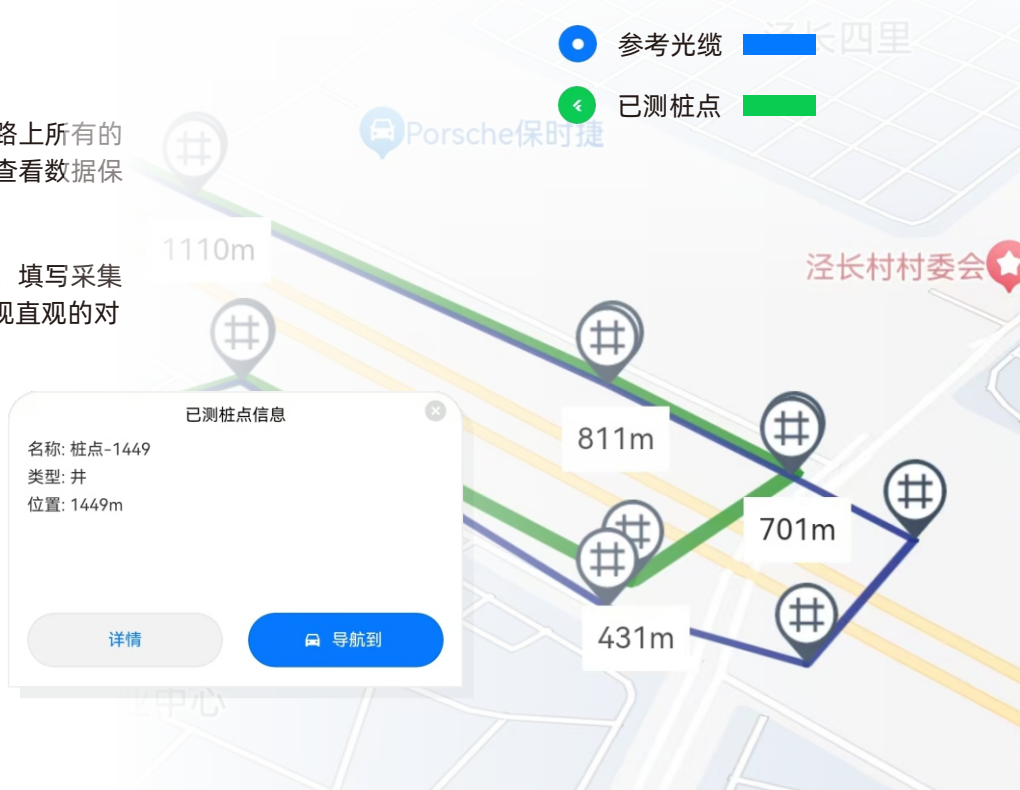 泾长四里
参考光缆
已测桩点
路上所有的
查看数据保
Porsche保时捷
1110m
填写采集
观直观的对
泾长村村委会
811m
701m
431m
已测桩点信息
名称: 桩点-1449
类型: 井
位置: 1449m
详情
导航到
业中心